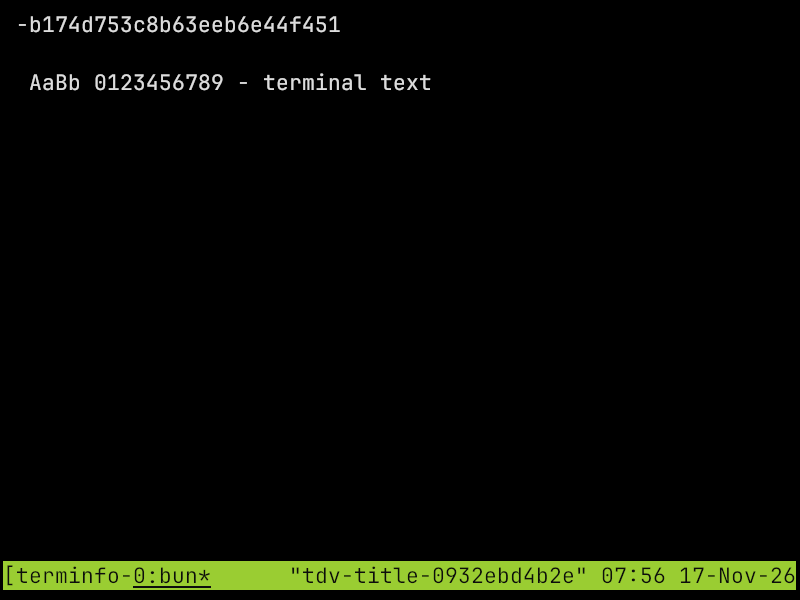 -b174d753c8b63eeb6e44f451
AaBb 0123456789 - terminal text
[terminfo-0:bun* "tdv-title-0932ebd4b2e" 07:56 17-Nov-26